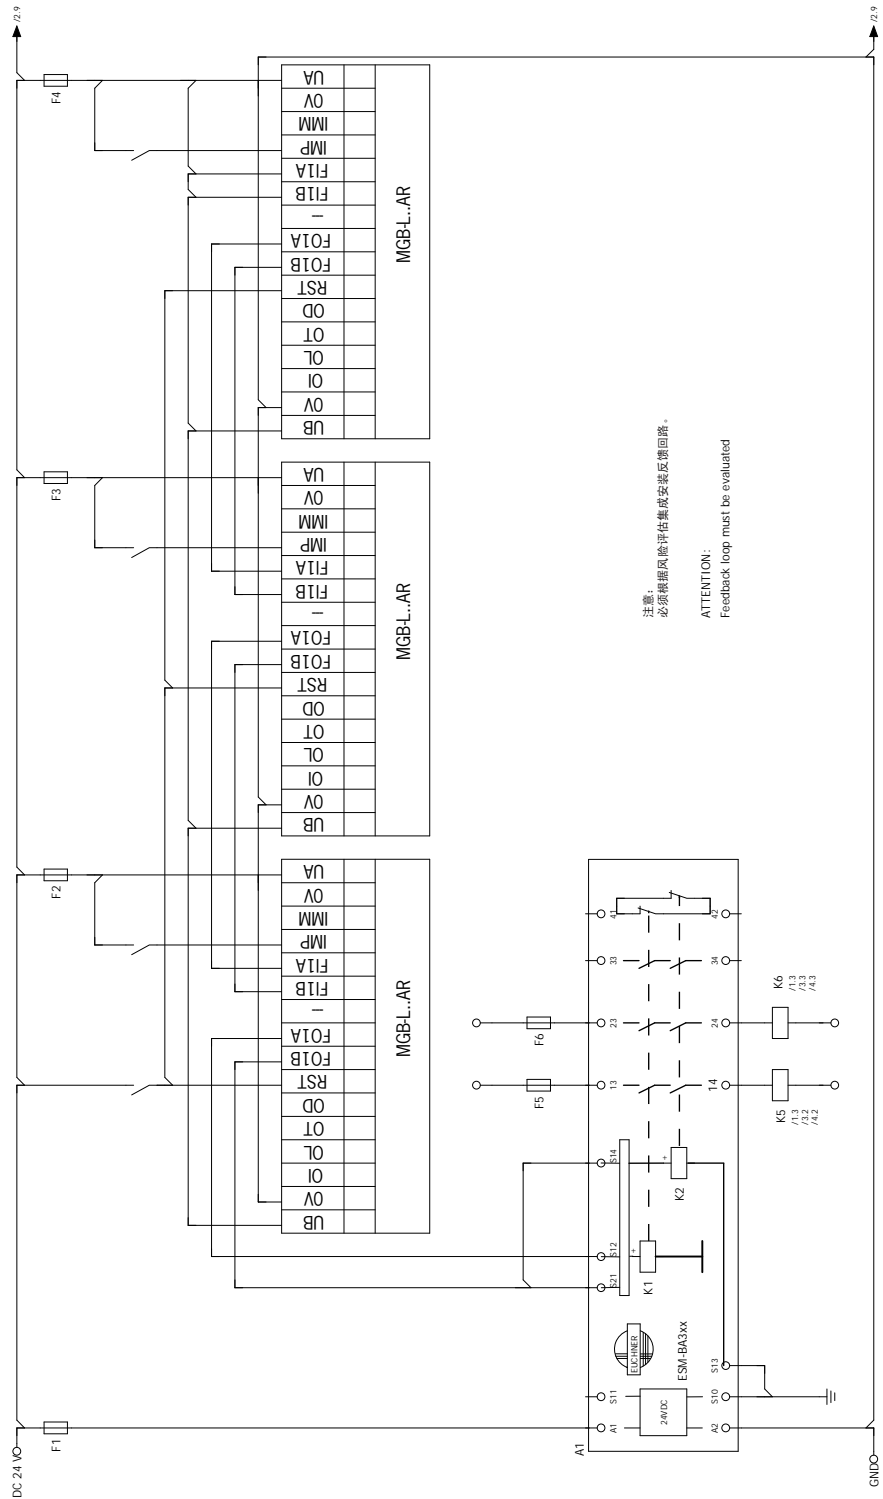 DC 24 V
/2.9
F1
F2
F3
F4
UB
0V
OI
OL
OT
OD
RST
FO1B
FO1A
–
FI1B
FI1A
IMP
IMM
0V
UA
MGB-L..AR
UB
0V
OI
OL
OT
OD
RST
FO1B
FO1A
–
FI1B
FI1A
IMP
IMM
0V
UA
MGB-L..AR
UB
0V
OI
OL
OT
OD
RST
FO1B
FO1A
–
FI1B
FI1A
IMP
IMM
0V
UA
MGB-L..AR
F5
F6
A1
A1
S11
S21
S12
S14
13
23
33
41
EUCHNER
ESM-BA3xx
24VDC
+
K1
+
K2
A2
S10
S13
14
24
34
42
K5
/1.3
/3.2
/4.2
K6
/1.3
/3.3
/4.3
注意：
必须根据风险评估集成安装反馈回路。
ATTENTION:
Feedback loop must be evaluated
GND
/2.9